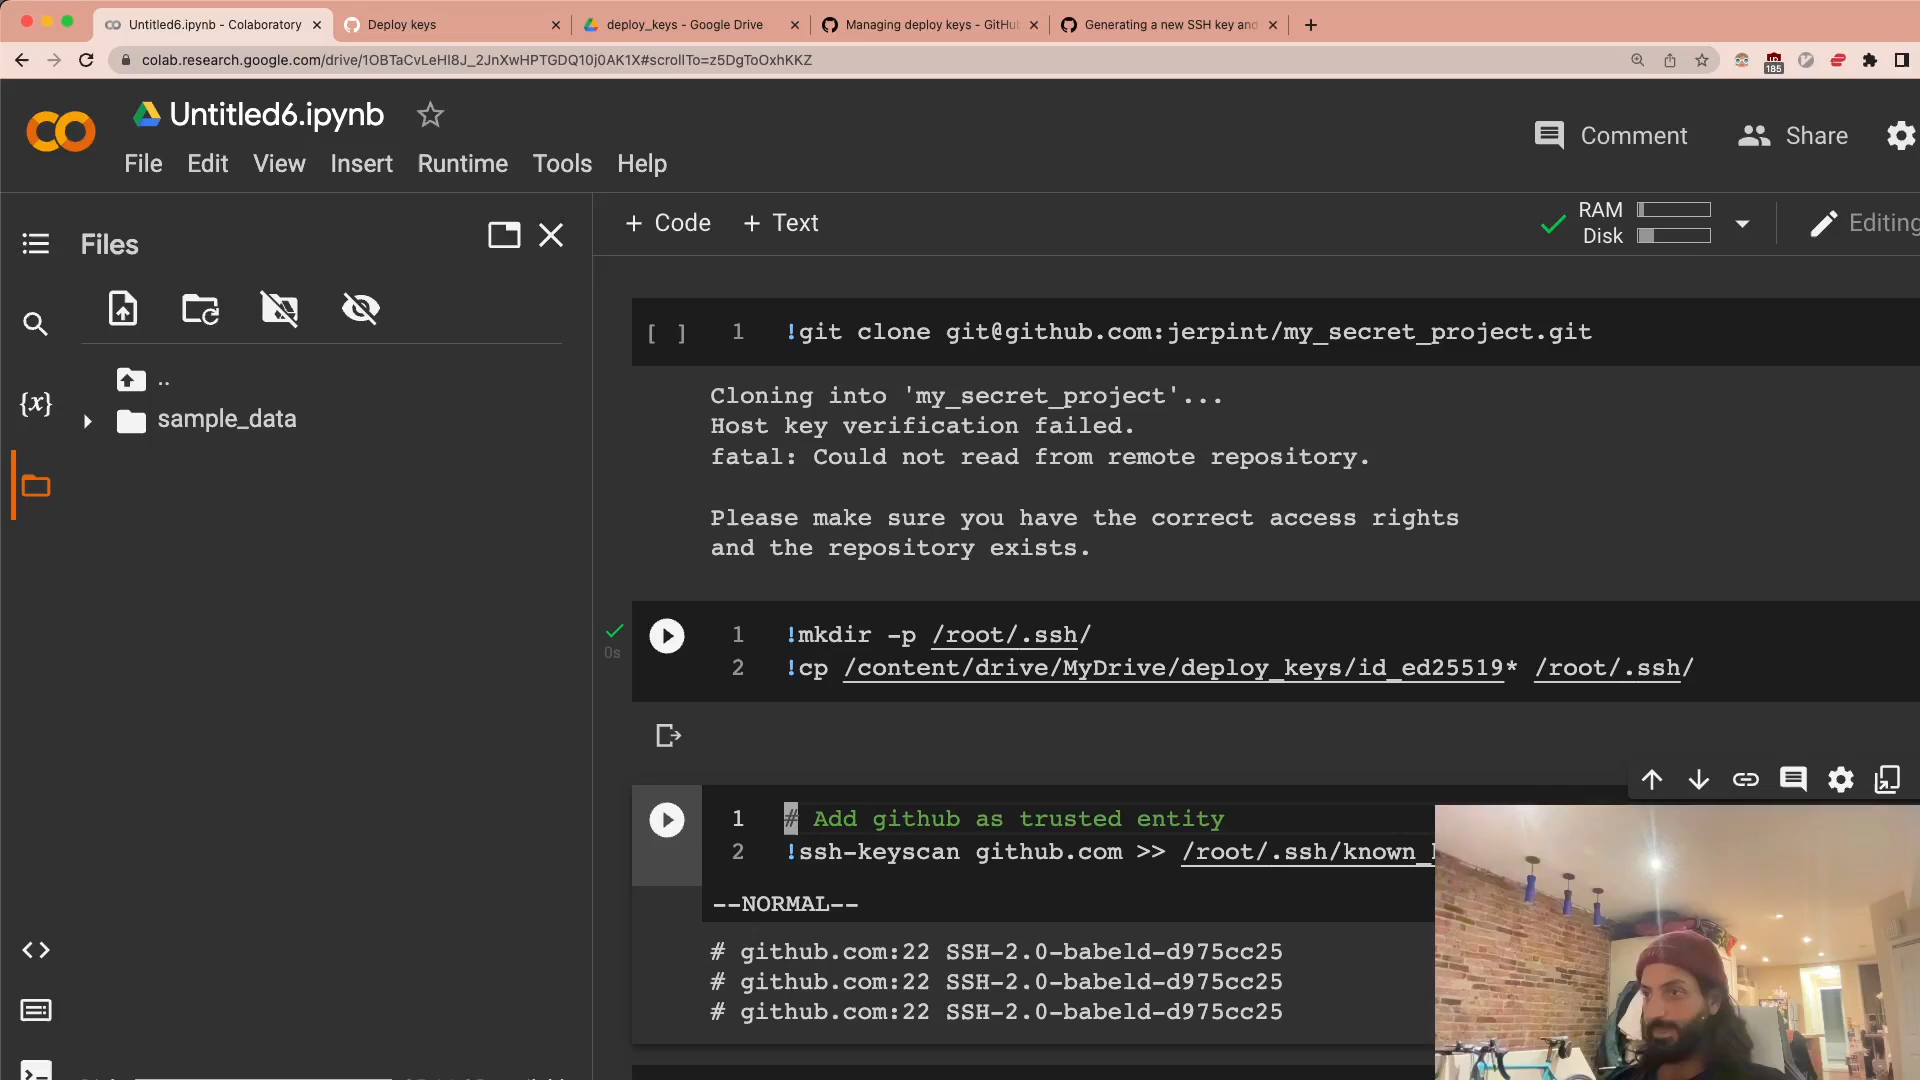 Untitled6.ipynb - Colaboratory
Deploy keys
deploy_keys - Google Drive
Managing deploy keys - GitHu
Generating a new SSH key and
colab.research.google.com/drive/1OBTaCvLeHl8J_2JnXwHPTGDQ10j0AK1X#scrollTo=z5DgToOxhKKZ
185
Untitled6.ipynb
Comment
Share
File Edit View Insert Runtime Tools Help
Files
+ Code + Text
RAM
Disk
Editing
..
sample_data
{x}
[ ] 1 !git clone git@github.com:jerpint/my_secret_project.git
Cloning into 'my_secret_project'...
Host key verification failed.
fatal: Could not read from remote repository.
Please make sure you have the correct access rights
and the repository exists.
0s
1 !mkdir -p /root/.ssh/
2 !cp /content/drive/MyDrive/deploy_keys/id_ed25519* /root/.ssh/
1 # Add github as trusted entity
2 !ssh-keyscan github.com >> /root/.ssh/known_
--NORMAL--
# github.com:22 SSH-2.0-babeld-d975cc25
# github.com:22 SSH-2.0-babeld-d975cc25
# github.com:22 SSH-2.0-babeld-d975cc25